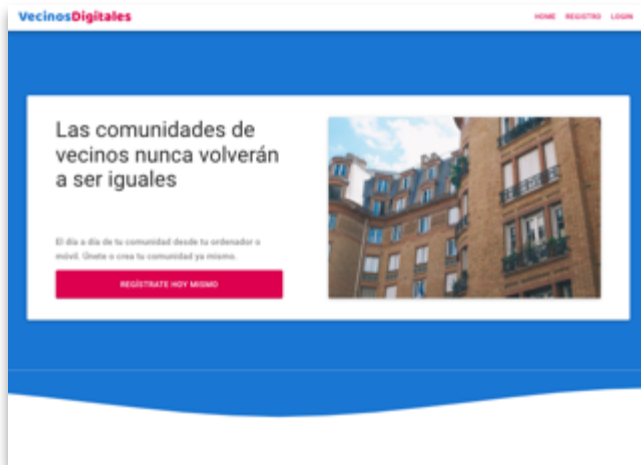 VecinosDigitales
HOME REGISTRO LOGIN
Las comunidades de
vecinos nunca volverán
a ser iguales
El día a día de tu comunidad desde tu ordenador o
móvil. Únete o crea tu comunidad ya mismo.
REGÍSTRATE HOY MISMO